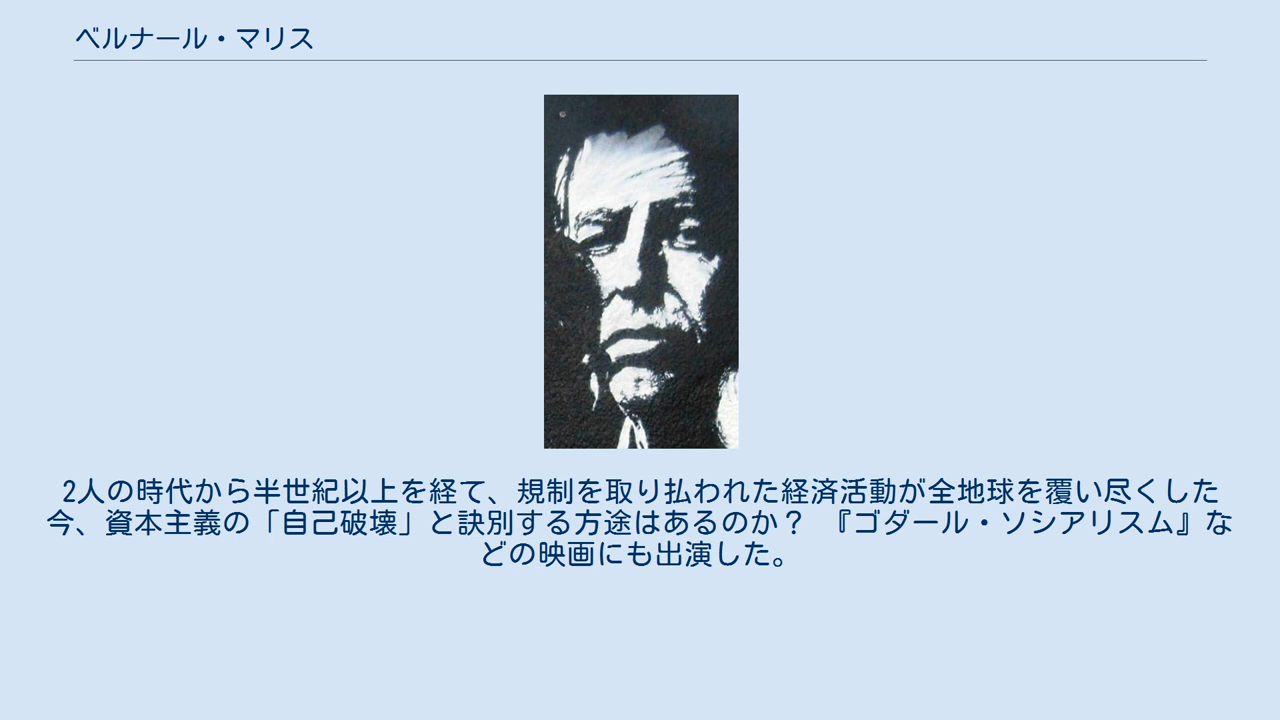 ベルナール・マリス
2人の時代から半世紀以上を経て、規制を取り払われた経済活動が全地球を覆い尽くした
今、資本主義の「自己破壊」と訣別する方途はあるのか？　『ゴダール・ソシアリスム』な
どの映画にも出演した。